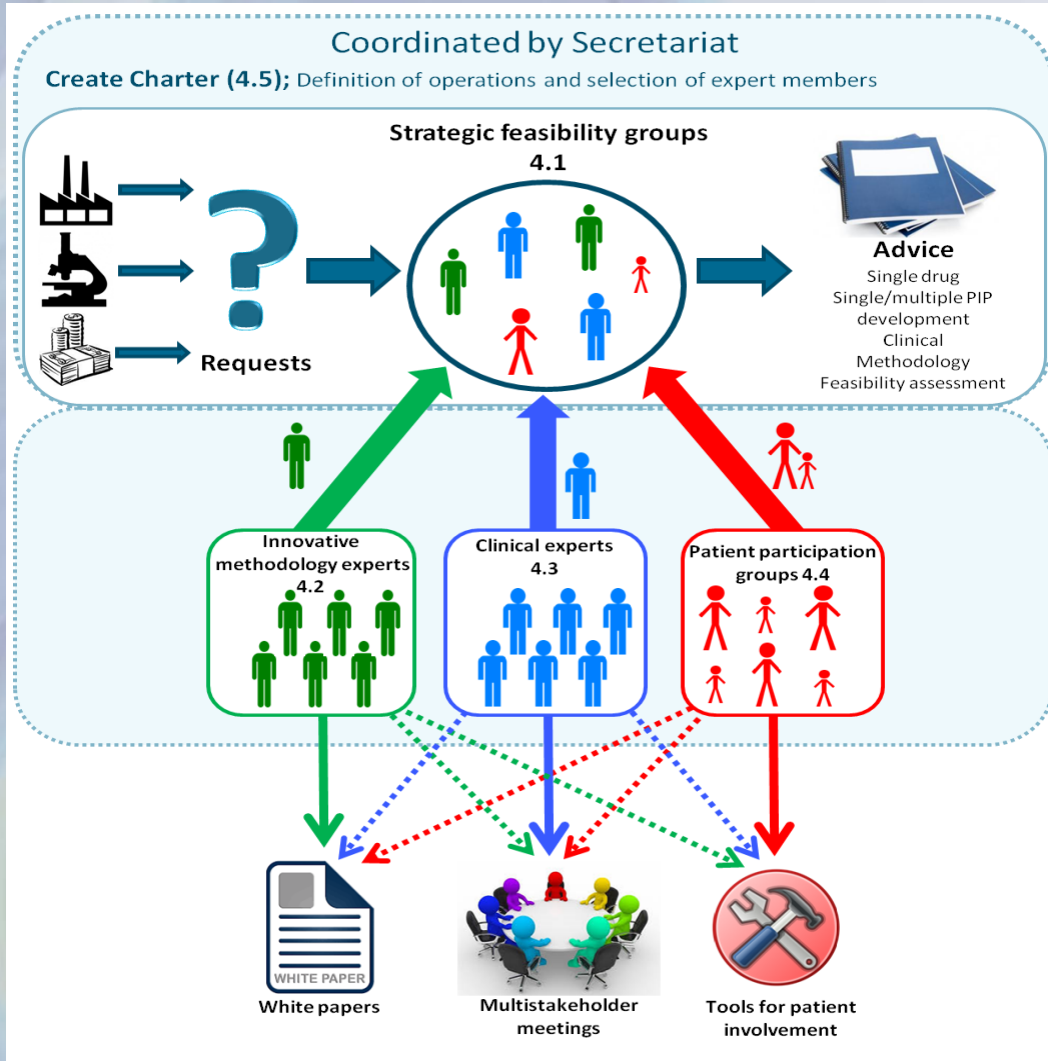 Coordinated by Secretariat
Create Charter (4.5); Definition of operations and selection of expert members
Strategic feasibility groups
4.1
Requests
Advice
Single drug
Single/multiple PIP
development
Clinical
Methodology
Feasibility assessment
Innovative
methodology experts
4.2
Clinical experts
4.3
Patient participation
groups 4.4
WHITE PAPER
White papers
Multistakeholder
meetings
Tools for patient
involvement